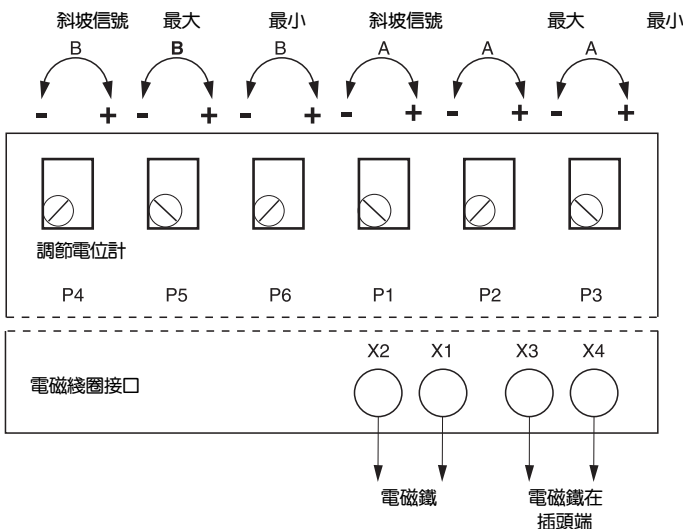 斜坡信號 最大 最小 斜坡信號 最大 最小
B B B A A A
- + - + - + - + - + - +
調節電位計
P4 P5 P6 P1 P2 P3
X2 X1 X3 X4
電磁綫圈接口
電磁鐵 電磁鐵在
插頭端